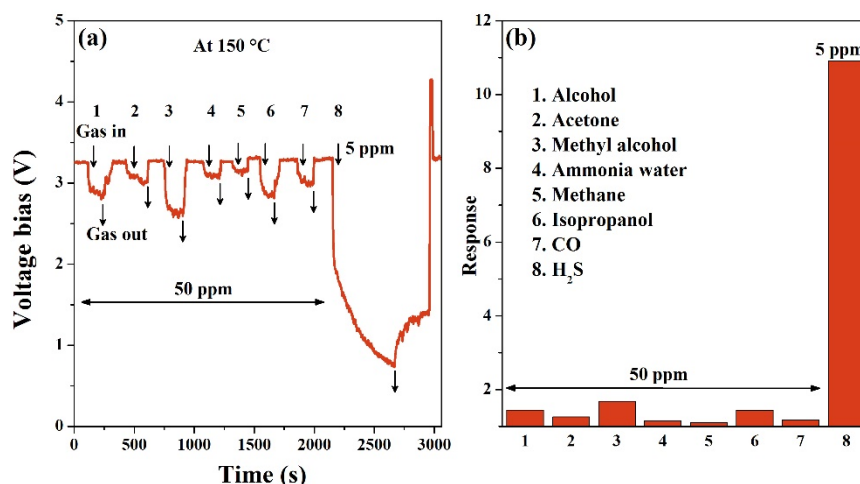 (a)
At 150 °C
1 2 3 4 5 6 7 8
Gas in
5 ppm
Gas out
50 ppm
Voltage bias (V)
5
4
3
2
1
0
0 500 1000 1500 2000 2500 3000
Time (s)
(b)
5 ppm
1. Alcohol
2. Acetone
3. Methyl alcohol
4. Ammonia water
5. Methane
6. Isopropanol
7. CO
8. H₂S
50 ppm
Response
12
10
8
6
4
2
1 2 3 4 5 6 7 8